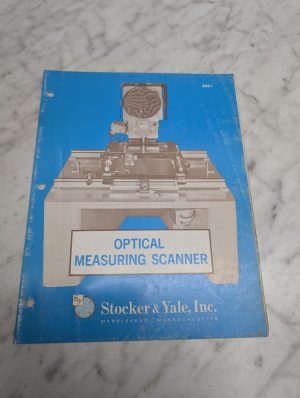 OPTICAL
MEASURING SCANNER
Stocker & Yale, Inc.
MARBLEHEAD, MASSACHUSETTS